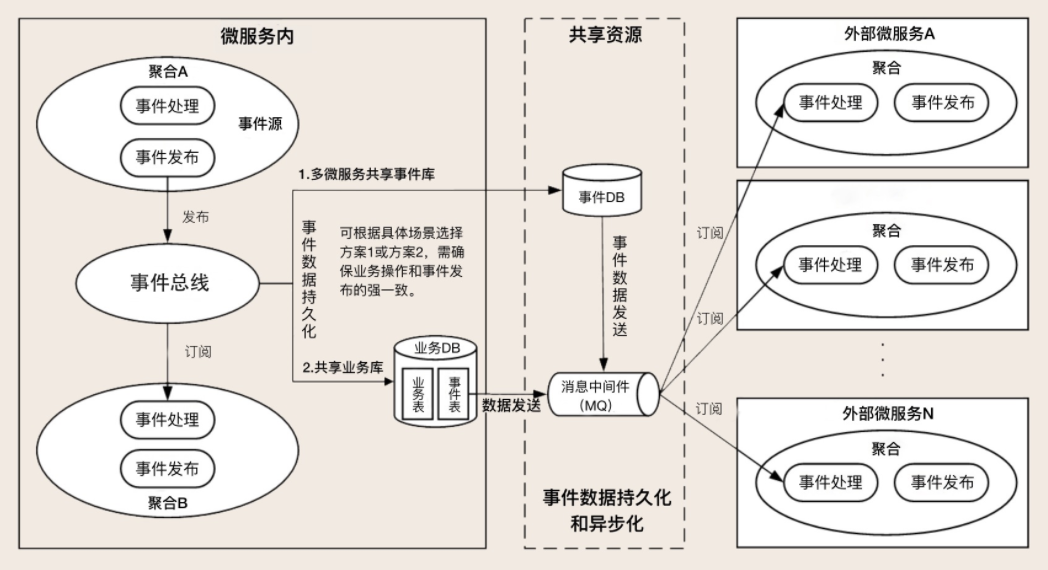 微服务内
聚合A
事件处理
事件源
事件发布
发布
事件总线
订阅
事件处理
事件发布
聚合B
1.多微服务共享事件库
事件数据持久化
可根据具体场景选择
方案1或方案2，需确
保业务操作和事件发
布的强一致。
2.共享业务库
业务DB
业务表
事件表
数据发送
共享资源
事件DB
事件数据发送
消息中间件
（MQ）
事件数据持久化
和异步化
订阅
订阅
订阅
外部微服务A
聚合
事件处理
事件发布
聚合
事件处理
事件发布
外部微服务N
聚合
事件处理
事件发布